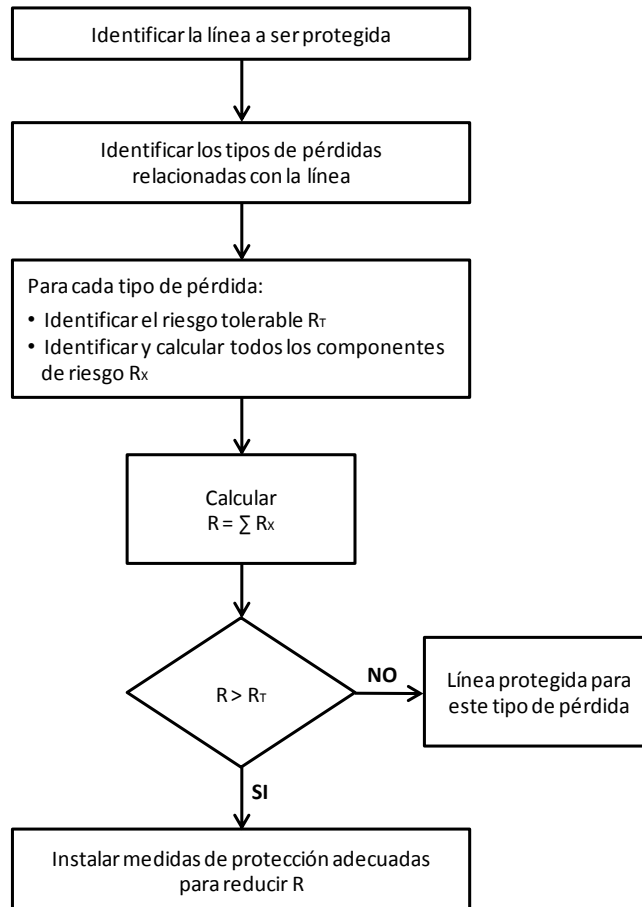 Identificar la línea a ser protegida
Identificar los tipos de pérdidas
relacionadas con la línea
Para cada tipo de pérdida:
• Identificar el riesgo tolerable RT
• Identificar y calcular todos los componentes
de riesgo RX
Calcular
R = ∑ RX
R > RT
NO
Línea protegida para
este tipo de pérdida
SI
Instalar medidas de protección adecuadas
para reducir R